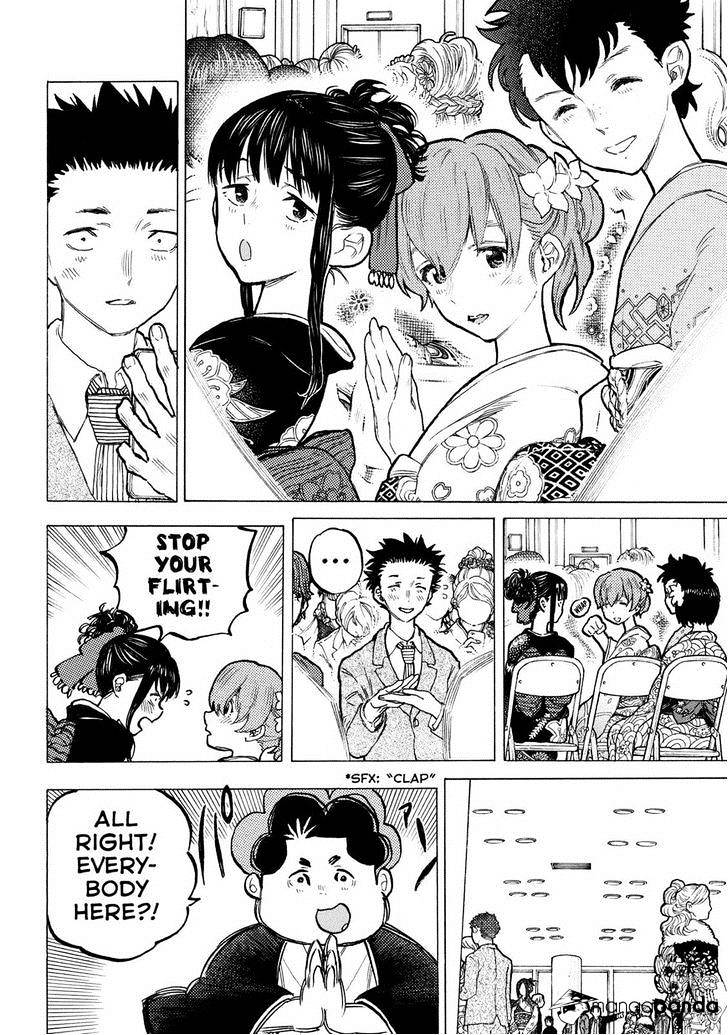 STOP
YOUR
FLIRT-
ING!!
...
*SFX: "CLAP"
ALL
RIGHT!
EVERY-
BODY
HERE?!
mangapanda